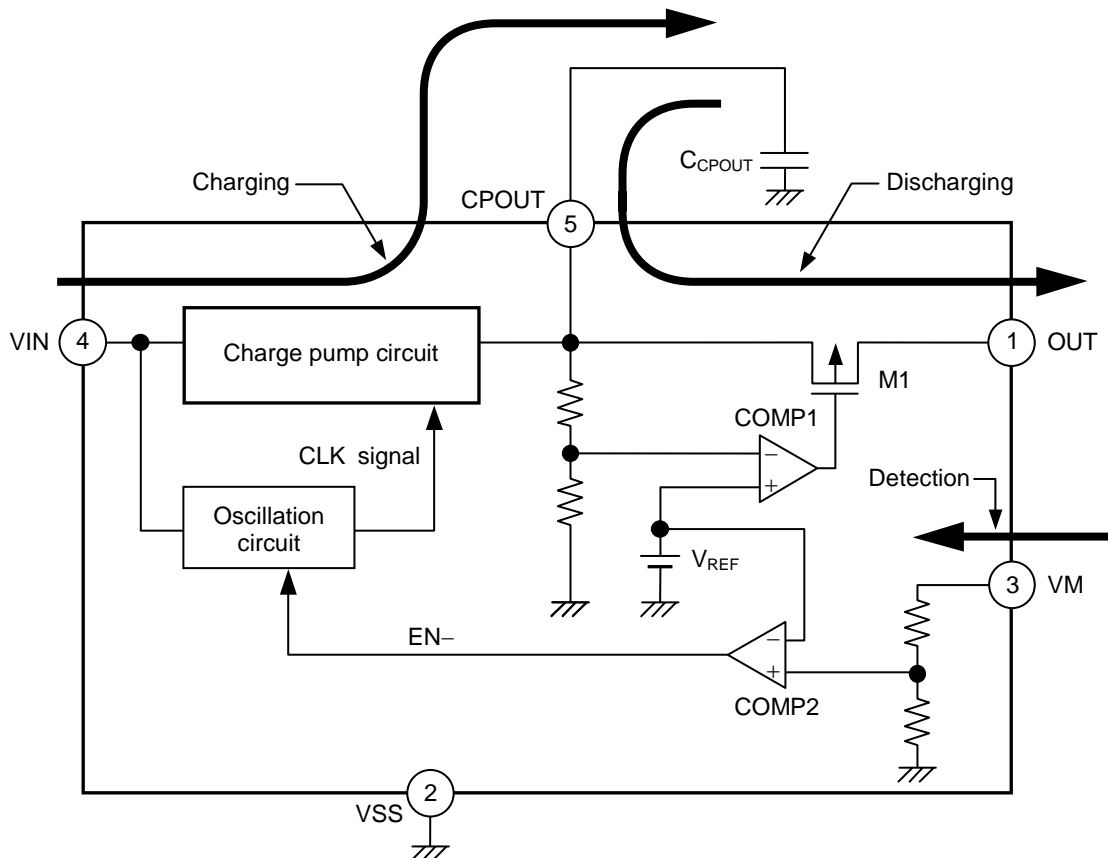 Charging
CPOUT
5
C_CPOUT
Discharging
VIN
4
Charge pump circuit
1
OUT
M1
COMP1
−
+
CLK signal
Detection
Oscillation
circuit
V_REF
3
VM
EN−
−
+
COMP2
2
VSS